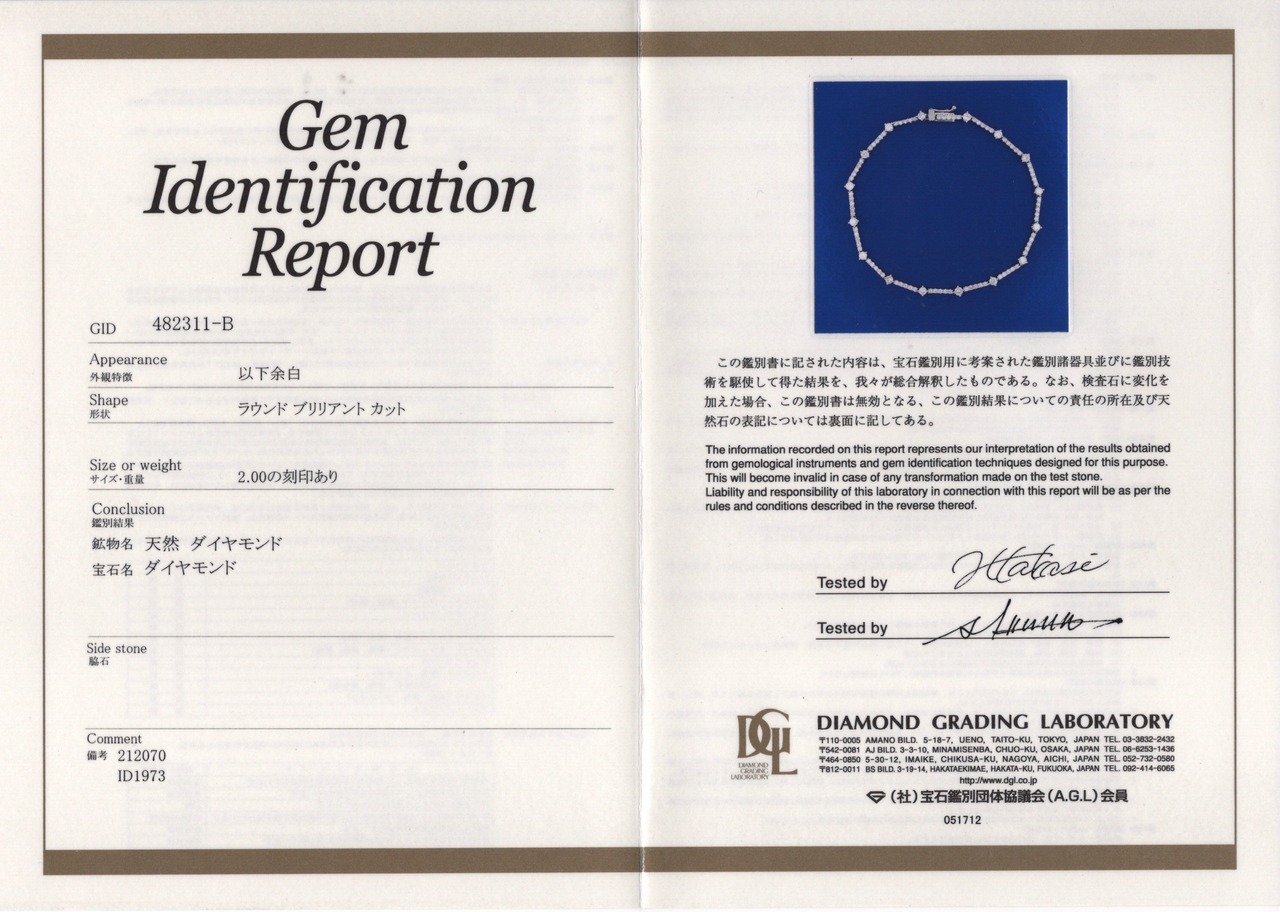 Gem
Identification
Report
GID 482311-B
Appearance
外観特徴 以下余白
Shape
形状 ラウンド ブリリアント カット
Size or weight
サイズ・重量 2.00の刻印あり
Conclusion
鑑別結果
鉱物名 天然 ダイヤモンド
宝石名 ダイヤモンド
Side stone
脇石
Comment
備考 212070
ID1973
この鑑別書に記された内容は、宝石鑑別用に考案された鑑別諸器具並びに鑑別技
術を駆使して得た結果を、我々が総合解釈したものである。なお、検査石に変化を
加えた場合、この鑑別書は無効となる、この鑑別結果についての責任の所在及び天
然石の表記については裏面に記してある。
The information recorded on this report represents our interpretation of the results obtained
from gemological instruments and gem identification techniques designed for this purpose.
This will become invalid in case of any transformation made on the test stone.
Liability and responsibility of this laboratory in connection with this report will be as per the
rules and conditions described in the reverse thereof.
Tested by
Tested by
DGL
DIAMOND
GRADING
LABORATORY
DIAMOND GRADING LABORATORY
〒110-0005 AMANO BILD. 5-18-7, UENO, TAITO-KU, TOKYO, JAPAN TEL. 03-3832-2432
〒542-0081 AJ BILD. 3-3-10, MINAMISENBA, CHUO-KU, OSAKA, JAPAN TEL. 06-6253-1436
〒464-0850 5-30-12, IMAIKE, CHIKUSA-KU, NAGOYA, AICHI, JAPAN TEL. 052-732-0580
〒812-0011 BS BILD. 3-19-14, HAKATAEKIMAE, HAKATA-KU, FUKUOKA, JAPAN TEL. 092-414-6065
http://www.dgl.co.jp
(社)宝石鑑別団体協議会(A.G.L)会員
051712